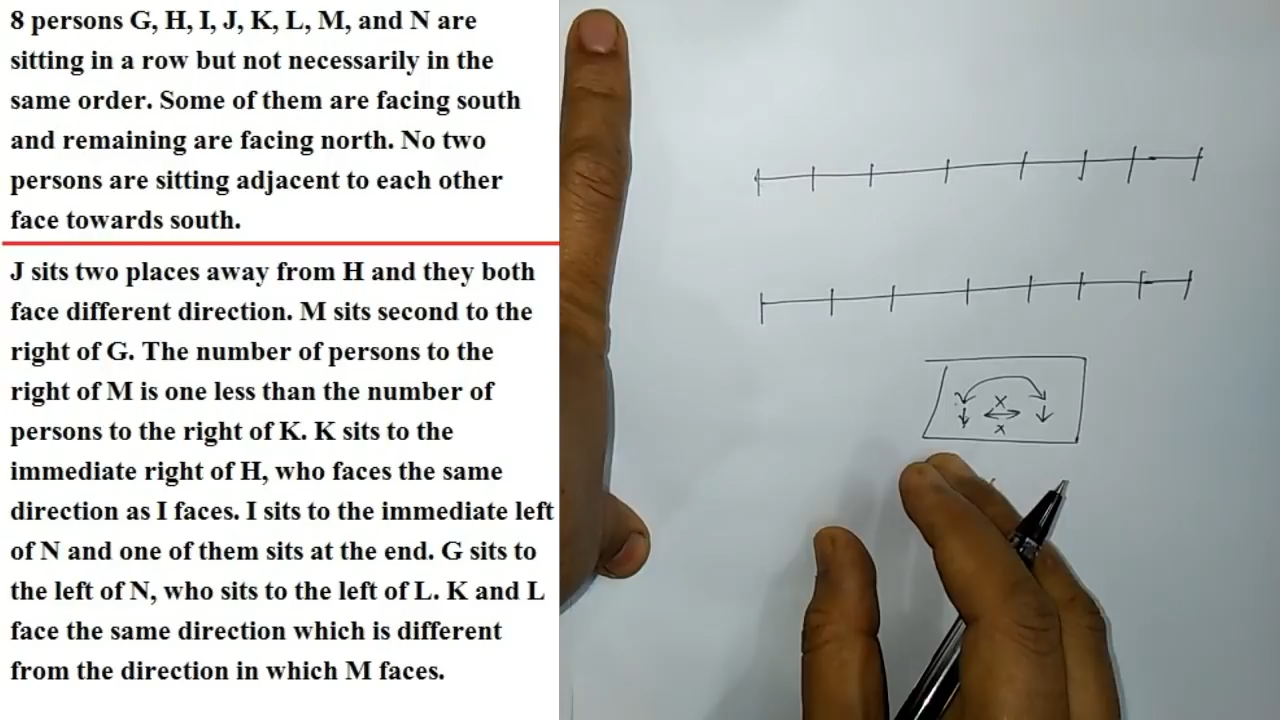 8 persons G, H, I, J, K, L, M, and N are
sitting in a row but not necessarily in the
same order. Some of them are facing south
and remaining are facing north. No two
persons are sitting adjacent to each other
face towards south.
J sits two places away from H and they both
face different direction. M sits second to the
right of G. The number of persons to the
right of M is one less than the number of
persons to the right of K. K sits to the
immediate right of H, who faces the same
direction as I faces. I sits to the immediate left
of N and one of them sits at the end. G sits to
the left of N, who sits to the left of L. K and L
face the same direction which is different
from the direction in which M faces.
x
x